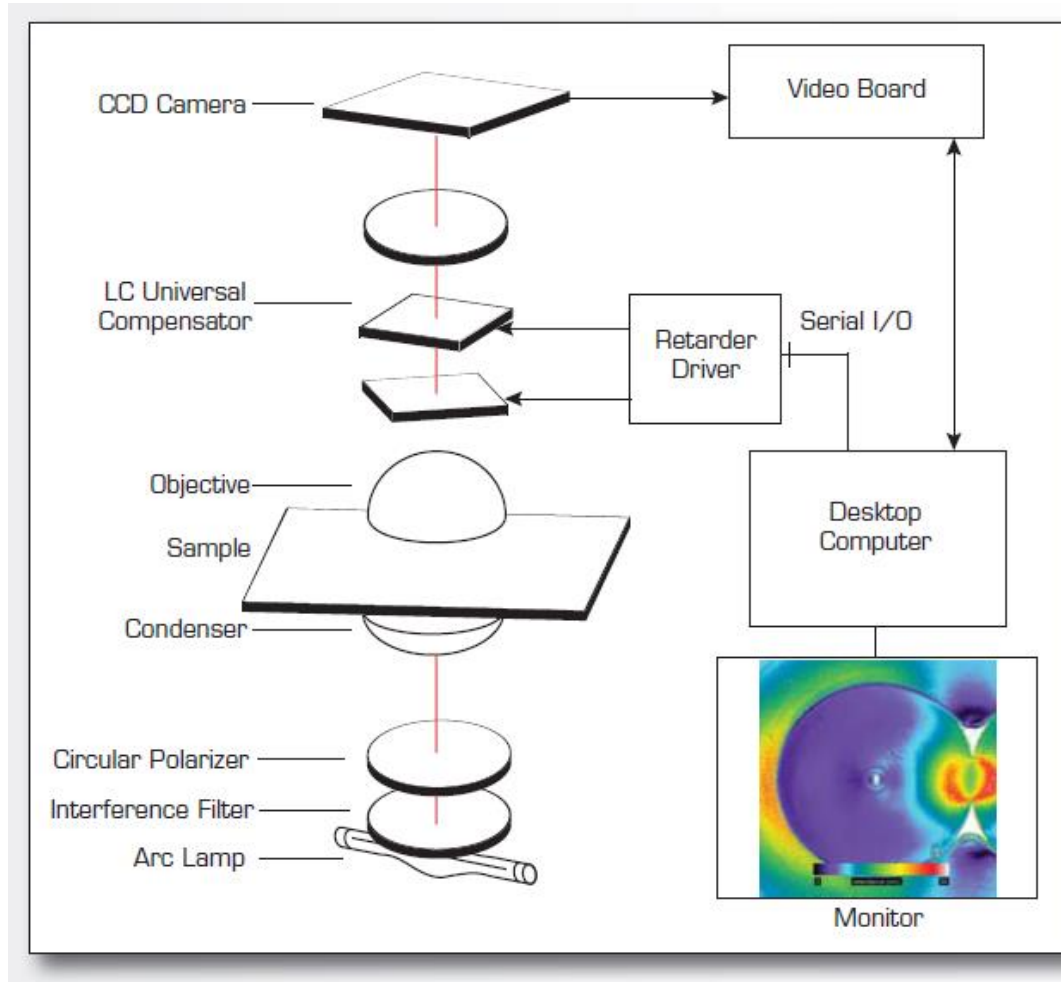 CCD Camera
Video Board
LC Universal
Compensator
Retarder
Driver
Serial I/O
Objective
Sample
Desktop
Computer
Condenser
Circular Polarizer
Interference Filter
Arc Lamp
Monitor